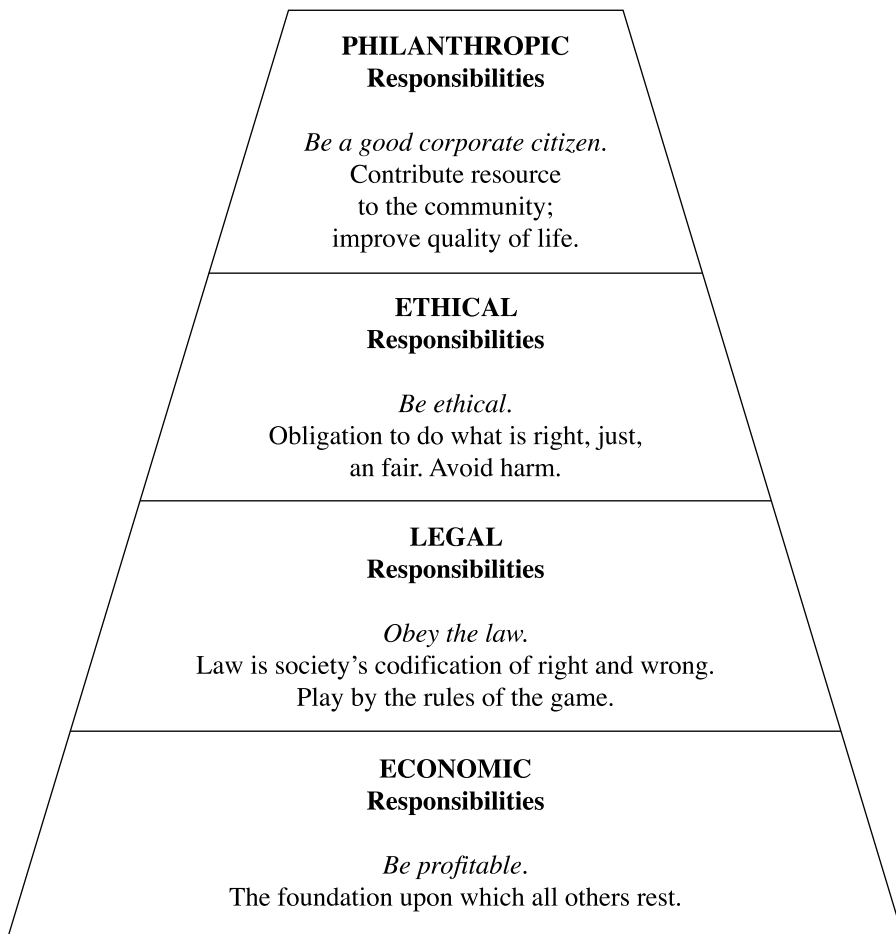 PHILANTHROPIC
Responsibilities
Be a good corporate citizen.
Contribute resource
to the community;
improve quality of life.
ETHICAL
Responsibilities
Be ethical.
Obligation to do what is right, just,
an fair. Avoid harm.
LEGAL
Responsibilities
Obey the law.
Law is society’s codification of right and wrong.
Play by the rules of the game.
ECONOMIC
Responsibilities
Be profitable.
The foundation upon which all others rest.